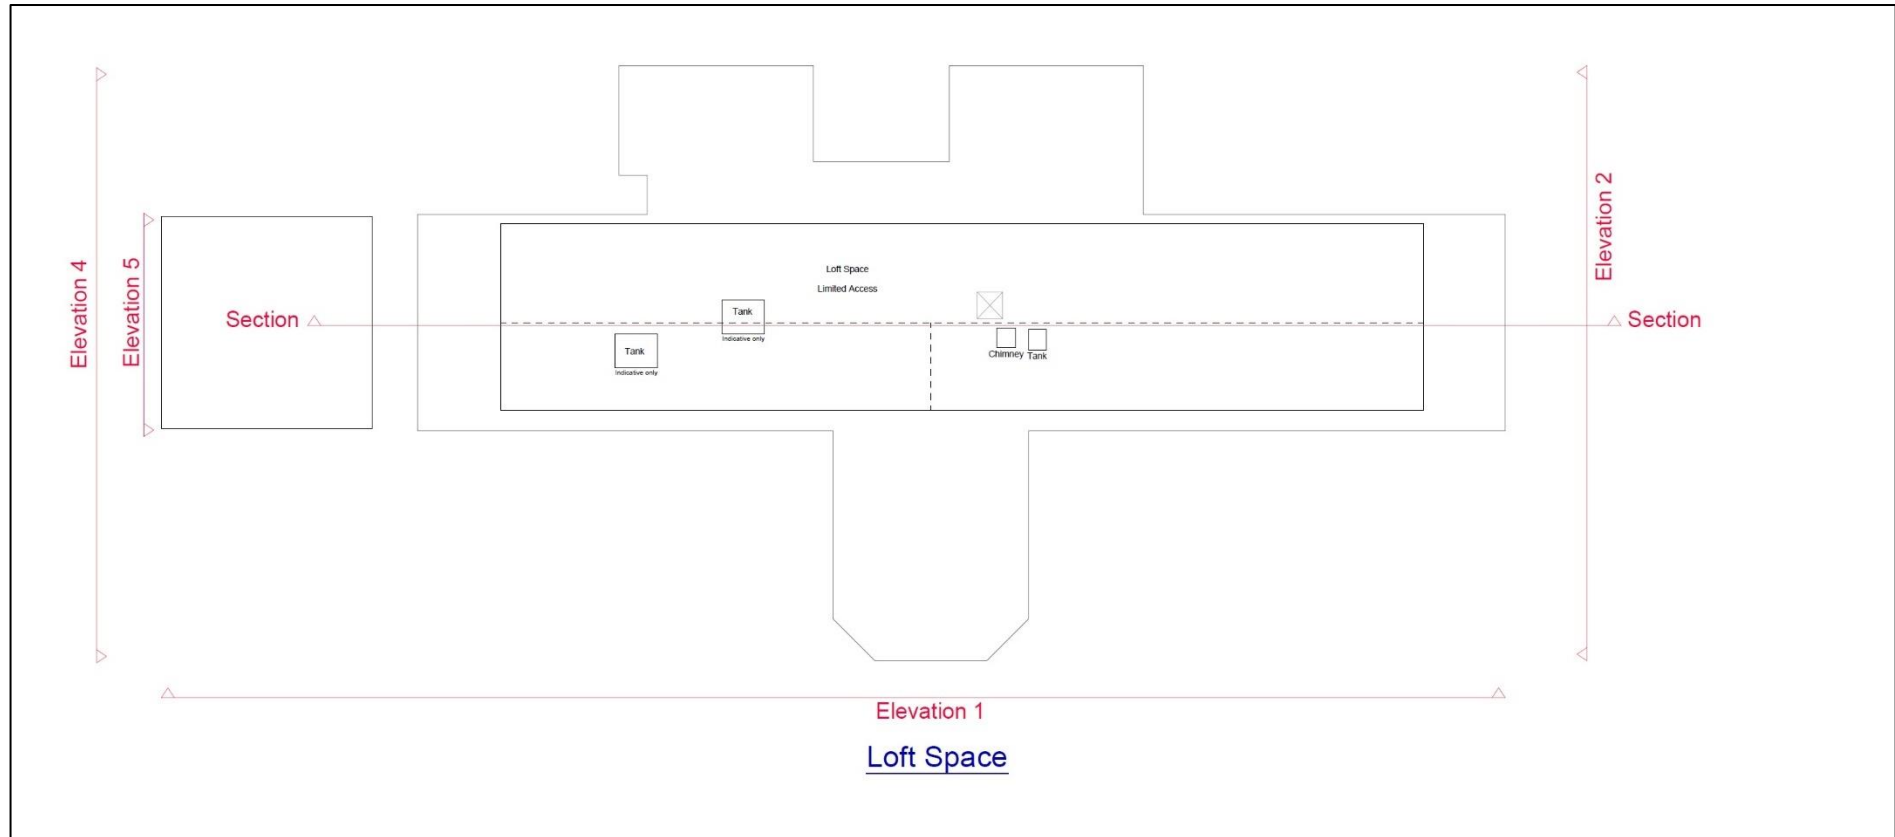 Elevation 4
Elevation 5
Elevation 2
Section
Section
Loft Space
Limited Access
Tank
Indicative only
Tank
Indicative only
Chimney
Tank
Elevation 1
Loft Space